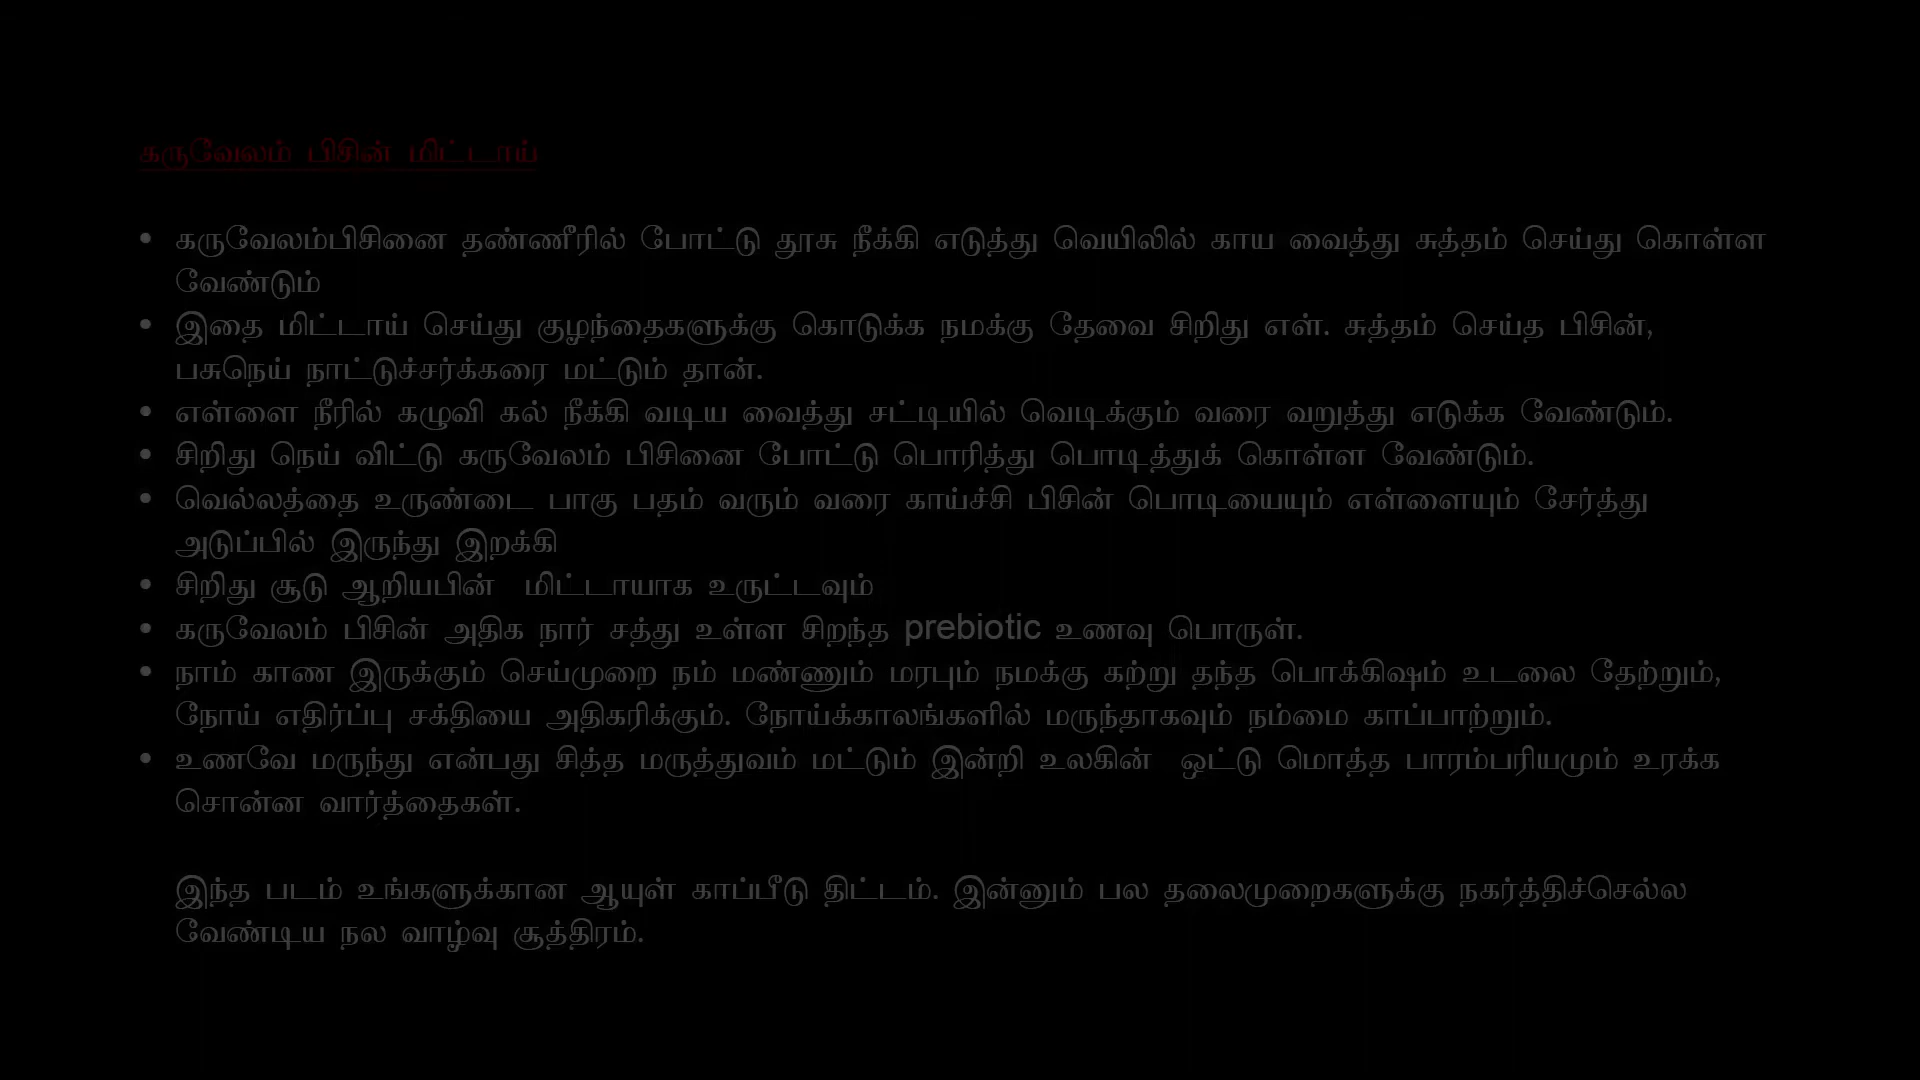 கருவேலம் பிசின் மிட்டாய்
• கருவேலம்பிசினை தண்ணீரில் போட்டு தூசு நீக்கி எடுத்து வெயிலில் காய வைத்து சுத்தம் செய்து கொள்ள
வேண்டும்
• இதை மிட்டாய் செய்து குழந்தைகளுக்கு கொடுக்க நமக்கு தேவை சிறிது எள். சுத்தம் செய்த பிசின்,
பசுநெய் நாட்டுச்சர்க்கரை மட்டும் தான்.
• எள்ளை நீரில் கழுவி கல் நீக்கி வடிய வைத்து சட்டியில் வெடிக்கும் வரை வறுத்து எடுக்க வேண்டும்.
• சிறிது நெய் விட்டு கருவேலம் பிசினை போட்டு பொரித்து பொடித்துக் கொள்ள வேண்டும்.
• வெல்லத்தை உருண்டை பாகு பதம் வரும் வரை காய்ச்சி பிசின் பொடியையும் எள்ளையும் சேர்த்து
அடுப்பில் இருந்து இறக்கி
• சிறிது சூடு ஆறியபின் மிட்டாயாக உருட்டவும்
• கருவேலம் பிசின் அதிக நார் சத்து உள்ள சிறந்த prebiotic உணவு பொருள்.
• நாம் காண இருக்கும் செய்முறை நம் மண்ணும் மரபும் நமக்கு கற்று தந்த பொக்கிஷம் உடலை தேற்றும்,
நோய் எதிர்ப்பு சக்தியை அதிகரிக்கும். நோய்க்காலங்களில் மருந்தாகவும் நம்மை காப்பாற்றும்.
• உணவே மருந்து என்பது சித்த மருத்துவம் மட்டும் இன்றி உலகின் ஒட்டு மொத்த பாரம்பரியமும் உரக்க
சொன்ன வார்த்தைகள்.
இந்த படம் உங்களுக்கான ஆயுள் காப்பீடு திட்டம். இன்னும் பல தலைமுறைகளுக்கு நகர்த்திச்செல்ல
வேண்டிய நல வாழ்வு சூத்திரம்.